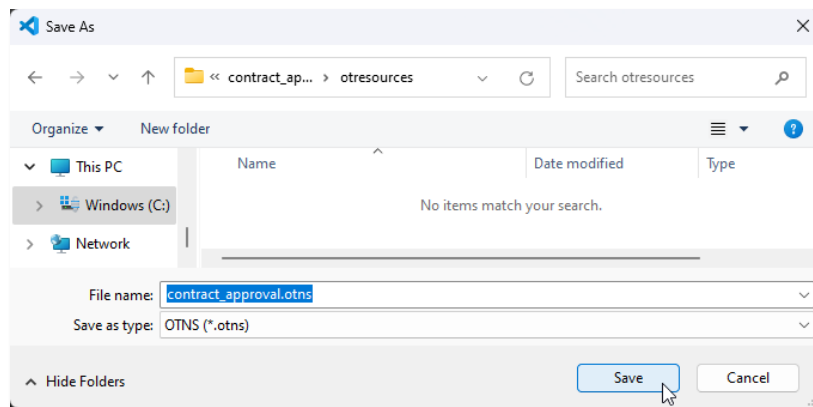 Save As
« contract_ap... > otresources
Search otresources
Organize
New folder
?
This PC
Name
Date modified
Type
Windows (C:)
No items match your search.
Network
File name: contract_approval.otns
Save as type: OTNS (*.otns)
Hide Folders
Save
Cancel